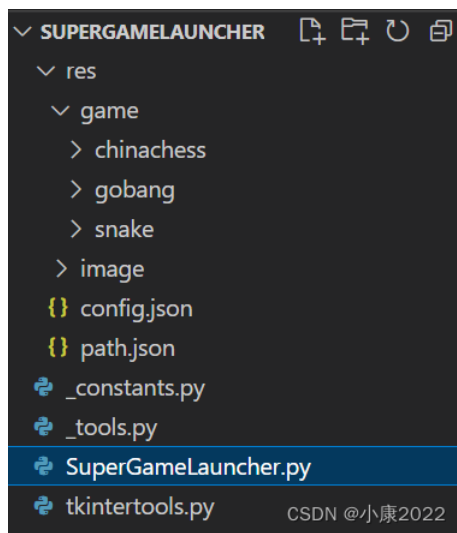 SUPERGAMELAUNCHER
res
game
chinachess
gobang
snake
image
{} config.json
{} path.json
_constants.py
_tools.py
SuperGameLauncher.py
tkintertools.py
CSDN @小康2022